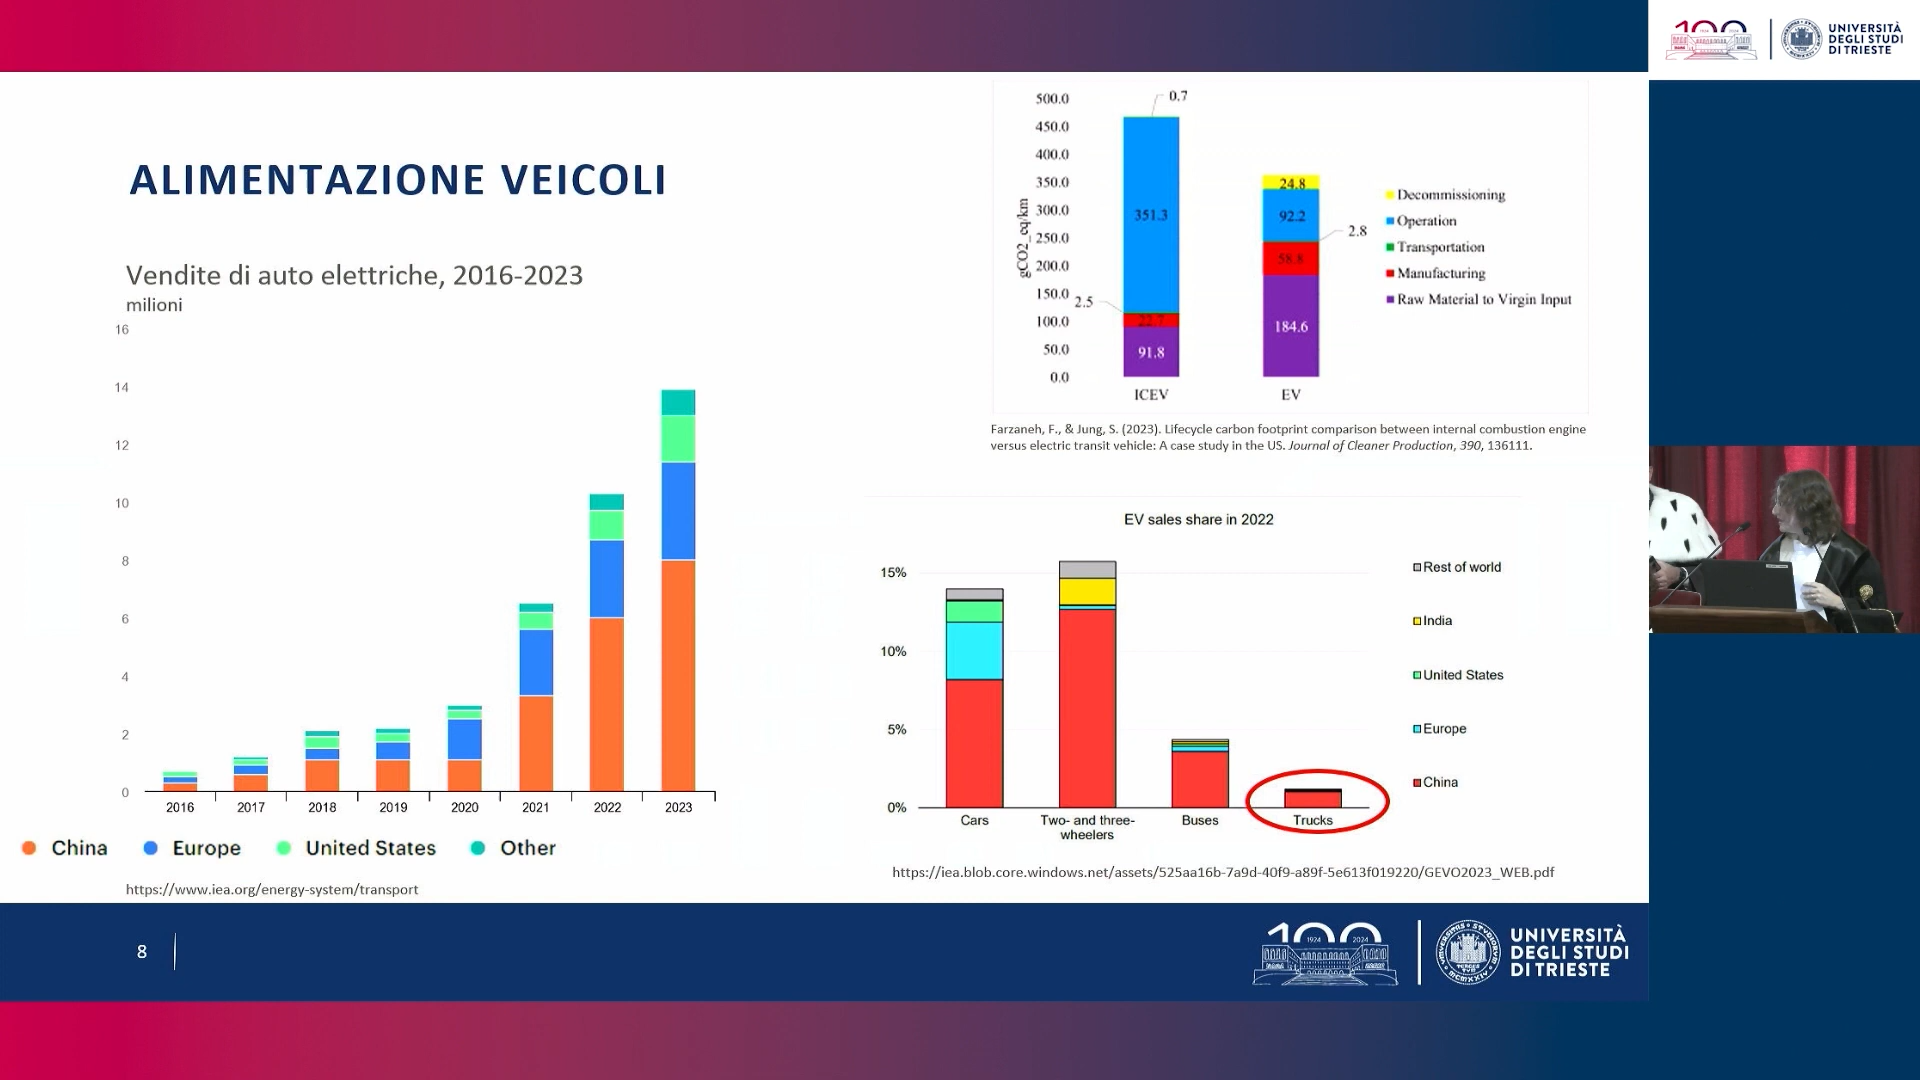 UNIVERSITÀ
DEGLI STUDI
DI TRIESTE
ALIMENTAZIONE VEICOLI
Vendite di auto elettriche, 2016-2023
milioni
16
14
12
10
8
6
4
2
0
2016 2017 2018 2019 2020 2021 2022 2023
China Europe United States Other
https://www.iea.org/energy-system/transport
500.0
450.0
400.0
350.0
300.0
250.0
200.0
150.0
100.0
50.0
0.0
gCO2_eq/km
0.7
351.3
2.5
22.7
91.8
24.8
92.2
2.8
58.8
184.6
ICEV EV
Decommissioning
Operation
Transportation
Manufacturing
Raw Material to Virgin Input
Farzaneh, F., & Jung, S. (2023). Lifecycle carbon footprint comparison between internal combustion engine
versus electric transit vehicle: A case study in the US. Journal of Cleaner Production, 390, 136111.
EV sales share in 2022
15%
10%
5%
0%
Cars Two- and three- Buses Trucks
wheelers
Rest of world
India
United States
Europe
China
https://iea.blob.core.windows.net/assets/525aa16b-7a9d-40f9-a89f-5e613f019220/GEVO2023_WEB.pdf
8
100
1924 2024
UNIVERSITÀ
DEGLI STUDI
DI TRIESTE